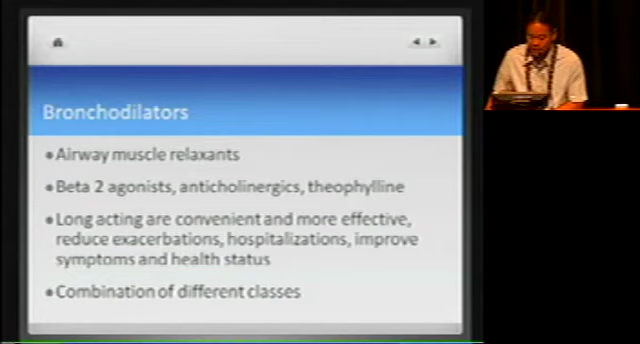 Bronchodilators
•Airway muscle relaxants
•Beta 2 agonists, anticholinergics, theophylline
•Long acting are convenient and more effective,
reduce exacerbations, hospitalizations, improve
symptoms and health status
•Combination of different classes